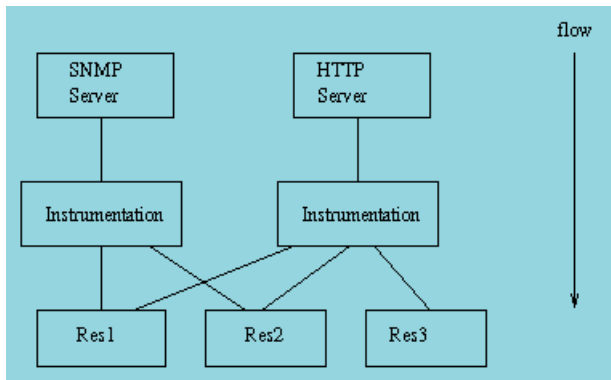 flow
SNMP
Server
HTTP
Server
Instrumentation
Instrumentation
Res1
Res2
Res3